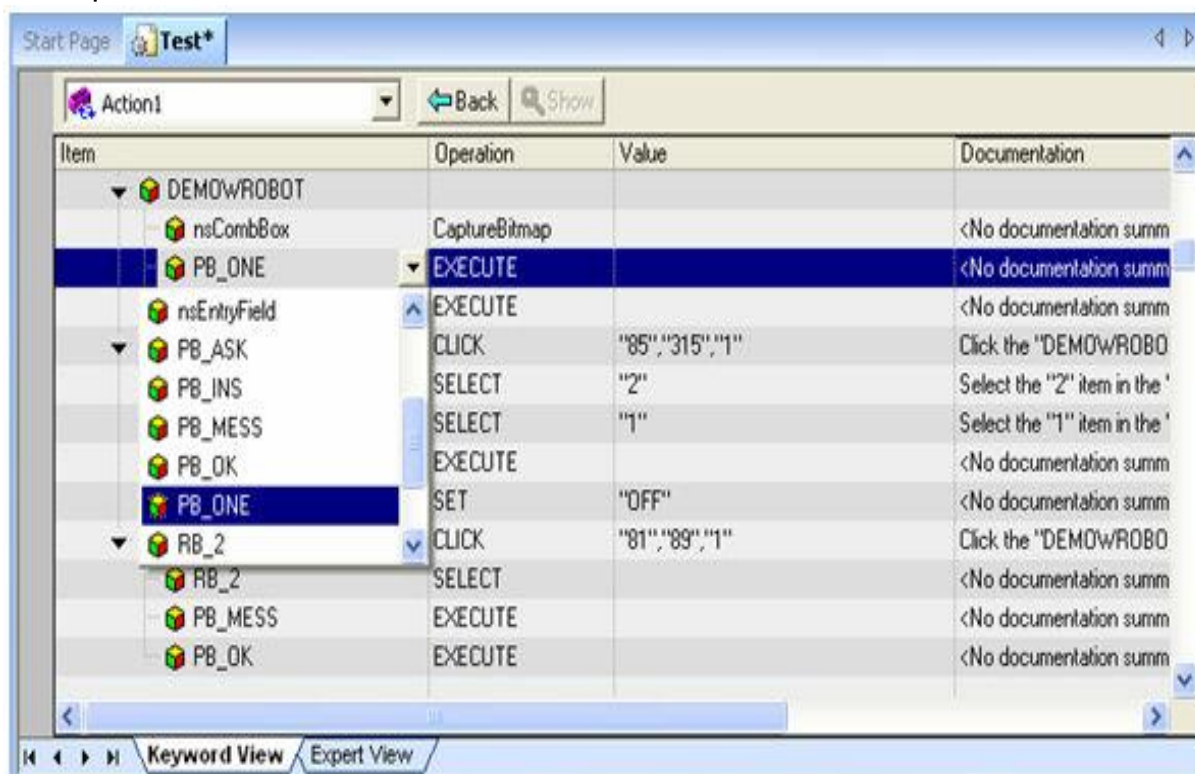 Start Page Test*
Action1 Back Show
Item Operation Value Documentation
DEMOWROBOT
nsCombBox CaptureBitmap <No documentation summ
PB_ONE EXECUTE <No documentation summ
nsEntryField EXECUTE <No documentation summ
PB_ASK CLICK "85","315","1" Click the "DEMOWROBO
PB_INS SELECT "2" Select the "2" item in the "
PB_MESS SELECT "1" Select the "1" item in the "
PB_OK EXECUTE <No documentation summ
PB_ONE SET "OFF" <No documentation summ
RB_2 CLICK "81","89","1" Click the "DEMOWROBO
RB_2 SELECT <No documentation summ
PB_MESS EXECUTE <No documentation summ
PB_OK EXECUTE <No documentation summ
Keyword View Expert View